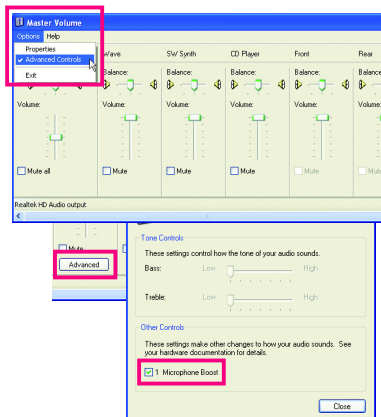 Master Volume
Options Help
Properties
Advanced Controls
Exit
Wave SW Synth CD Player Front Rear
Balance: Balance: Balance: Balance: Balance
Volume: Volume: Volume: Volume: Volume: Volume:
Mute all Mute Mute Mute Mute Mute
Realtek HD Audio output
Mute
Advanced
Tone Controls
These settings control how the tone of your audio sounds.
Bass: Low High
Treble: Low High
Other Controls
These settings make other changes to how your audio sounds. See
your hardware documentation for details.
1 Microphone Boost
Close